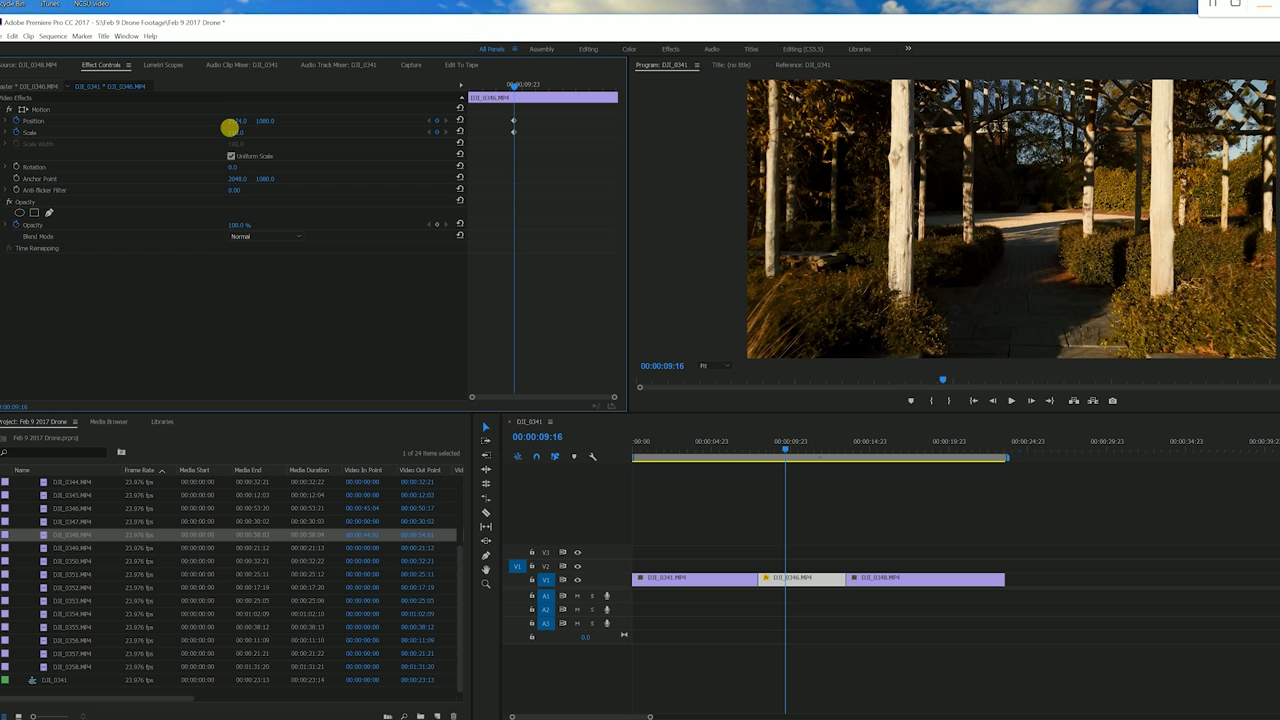 cycle Bin iTunes NCSU video
Adobe Premiere Pro CC 2017 - S:\Feb 9 Drone Footage\Feb 9 2017 Drone *
Edit Clip Sequence Marker Title Window Help
All Panels Assembly Editing Color Effects Audio Titles Editing (CS5.5) Libraries
Source: DJI_0348.MP4 Effect Controls Lumetri Scopes Audio Clip Mixer: DJI_0341 Audio Track Mixer: DJI_0341 Capture Edit To Tape
Program: DJI_0341 Title: (no title) Reference: DJI_0341
aster * DJI_0346.MP4 DJI_0341 * DJI_0346.MP4
00:00:09:23
Video Effects DJI_0346.MP4
fx Motion
Position 1080.0
Scale
Scale Width 100.0
Uniform Scale
Rotation 0.0
Anchor Point 2048.0 1080.0
Anti-flicker Filter 0.00
fx Opacity
Opacity 100.0 %
Blend Mode Normal
Time Remapping
00:00:09:16 Fit
00:00:09:16
Project: Feb 9 2017 Drone Media Browser Libraries
Feb 9 2017 Drone.prproj
1 of 24 items selected
Name Frame Rate Media Start Media End Media Duration Video In Point Video Out Point Vid
DJI_0344.MP4 23.976 fps 00:00:00:00 00:00:32:21 00:00:32:22 00:00:00:00 00:00:32:21
DJI_0345.MP4 23.976 fps 00:00:00:00 00:00:12:03 00:00:12:04 00:00:00:00 00:00:12:03
DJI_0346.MP4 23.976 fps 00:00:00:00 00:00:53:20 00:00:53:21 00:00:45:04 00:00:50:17
DJI_0347.MP4 23.976 fps 00:00:00:00 00:00:30:02 00:00:30:03 00:00:00:00 00:00:30:02
DJI_0348.MP4 23.976 fps 00:00:00:00 00:00:58:03 00:00:58:04 00:00:44:01 00:00:54:01
DJI_0349.MP4 23.976 fps 00:00:00:00 00:00:21:12 00:00:21:13 00:00:00:00 00:00:21:12
DJI_0350.MP4 23.976 fps 00:00:00:00 00:00:32:21 00:00:32:22 00:00:00:00 00:00:32:21
DJI_0351.MP4 23.976 fps 00:00:00:00 00:00:25:11 00:00:25:12 00:00:00:00 00:00:25:11
DJI_0352.MP4 23.976 fps 00:00:00:00 00:00:17:19 00:00:17:20 00:00:00:00 00:00:17:19
DJI_0353.MP4 23.976 fps 00:00:00:00 00:00:25:05 00:00:25:06 00:00:00:00 00:00:25:05
DJI_0354.MP4 23.976 fps 00:00:00:00 00:01:02:09 00:01:02:10 00:00:00:00 00:01:02:09
DJI_0355.MP4 23.976 fps 00:00:00:00 00:00:38:12 00:00:38:13 00:00:00:00 00:00:38:12
DJI_0356.MP4 23.976 fps 00:00:00:00 00:00:11:09 00:00:11:10 00:00:00:00 00:00:11:09
DJI_0357.MP4 23.976 fps 00:00:00:00 00:00:21:21 00:00:21:22 00:00:00:00 00:00:21:21
DJI_0358.MP4 23.976 fps 00:00:00:00 00:01:31:20 00:01:31:21 00:00:00:00 00:01:31:20
DJI_0341 23.976 fps 00:00:00:00 00:00:23:13 00:00:23:14 00:00:00:00 00:00:23:13
× DJI_0341
00:00:09:16
:00:00 00:00:04:23 00:00:09:23 00:00:14:23 00:00:19:23 00:00:24:23 00:00:29:23 00:00:34:23 00:00:39:2
V3
V1 V2
V1 DJI_0341.MP4 DJI_0346.MP4 DJI_0348.MP4
A1 M S
A2 M S
A3 M S
0.0